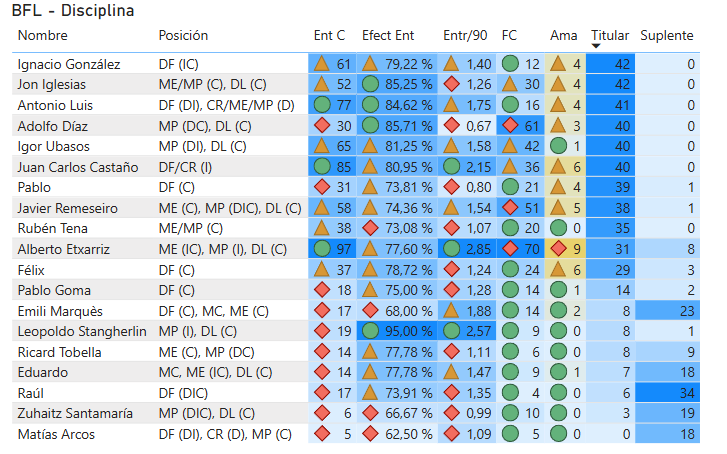 BFL - Disciplina
Nombre Posición Ent C Efect Ent Entr/90 FC Ama Titular Suplente
Ignacio González DF (IC) 61 79,22 % 1,40 12 4 42 0
Jon Iglesias ME/MP (C), DL (C) 52 85,25 % 1,26 30 4 42 0
Antonio Luis DF (DI), CR/ME/MP (D) 77 84,62 % 1,75 16 4 41 0
Adolfo Díaz MP (DC), DL (C) 30 85,71 % 0,67 61 3 40 0
Igor Ubasos MP (DI), DL (C) 65 81,25 % 1,58 42 1 40 0
Juan Carlos Castaño DF/CR (I) 85 80,95 % 2,15 36 6 40 0
Pablo DF (C) 31 73,81 % 0,80 21 4 39 1
Javier Remeseiro ME (C), MP (DIC), DL (C) 58 74,36 % 1,54 51 5 38 1
Rubén Tena ME/MP (C) 38 73,08 % 1,07 20 0 35 0
Alberto Etxarriz ME (IC), MP (I), DL (C) 97 77,60 % 2,85 70 9 31 8
Félix DF (C) 37 78,72 % 1,24 24 6 29 3
Pablo Goma DF (C) 18 75,00 % 1,28 14 1 14 2
Emili Marquès DF (C), MC, ME (C) 17 68,00 % 1,88 14 2 8 23
Leopoldo Stangherlin MP (I), DL (C) 19 95,00 % 2,57 9 0 8 1
Ricard Tobella ME (C), MP (DC) 14 77,78 % 1,11 6 0 8 9
Eduardo MC, ME (IC), DL (C) 14 77,78 % 1,47 9 1 7 18
Raúl DF (DIC) 17 73,91 % 1,35 4 0 6 34
Zuhaitz Santamaría MP (DIC), DL (C) 6 66,67 % 0,99 10 0 3 19
Matías Arcos DF (DI), CR (D), MP (C) 5 62,50 % 1,09 5 0 0 18